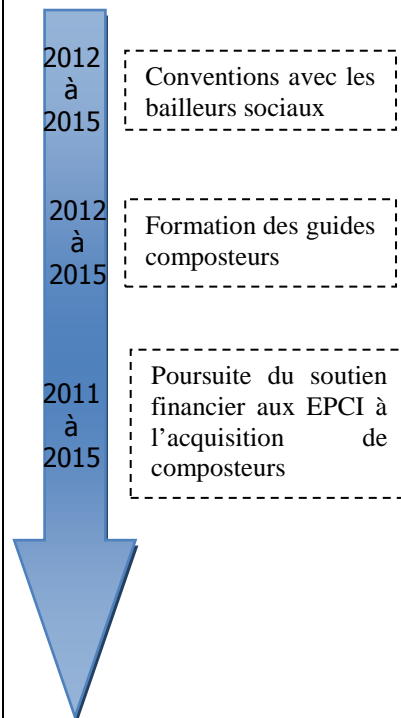 2012
à
2015
Conventions avec les
bailleurs sociaux
2012
à
2015
Formation des guides
composteurs
2011
à
2015
Poursuite du soutien
financier aux EPCI à
l’acquisition de
composteurs